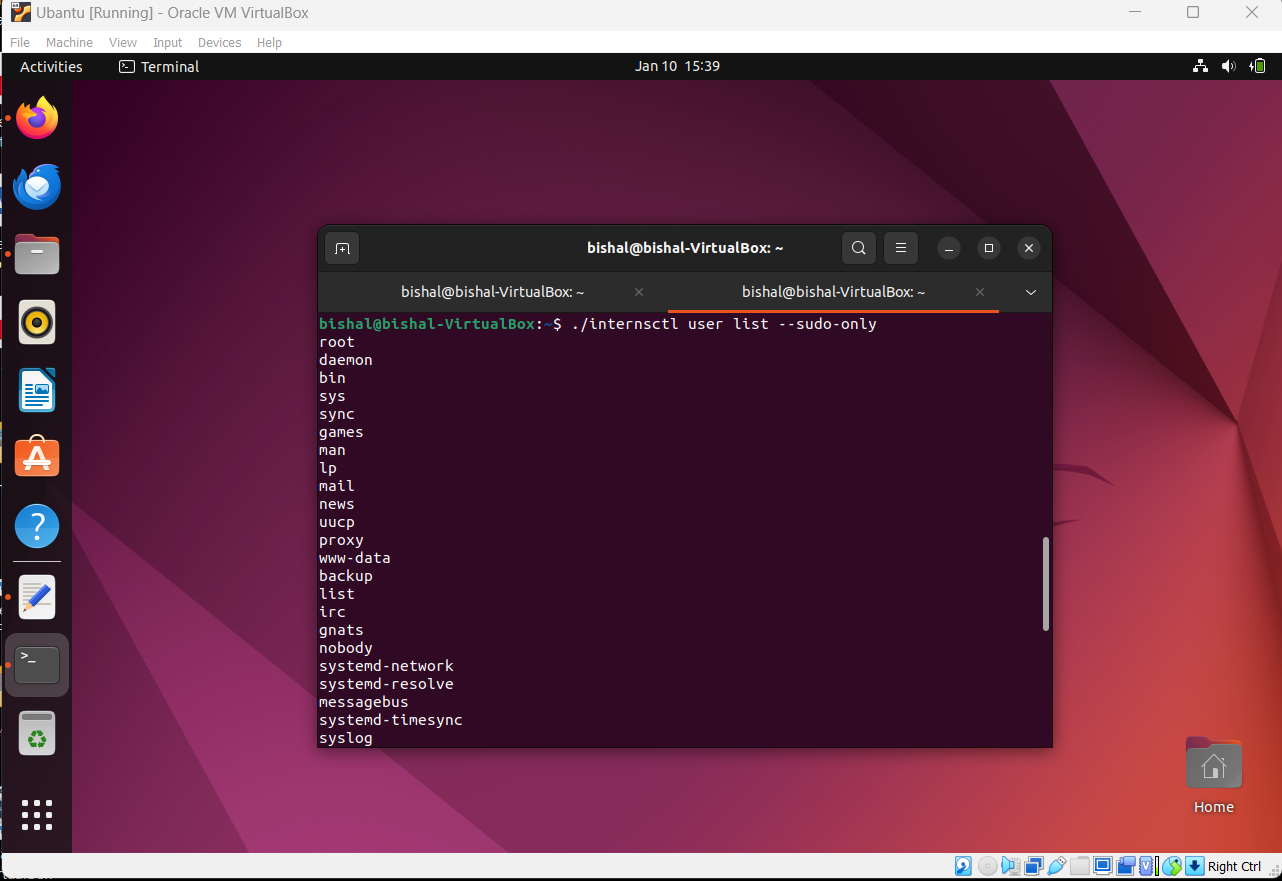 Ubantu [Running] - Oracle VM VirtualBox
File Machine View Input Devices Help
Activities Terminal Jan 10 15:39
bishal@bishal-VirtualBox: ~
bishal@bishal-VirtualBox: ~ bishal@bishal-VirtualBox: ~
bishal@bishal-VirtualBox:~$ ./internsctl user list --sudo-only
root
daemon
bin
sys
sync
games
man
lp
mail
news
uucp
proxy
www-data
backup
list
irc
gnats
nobody
systemd-network
systemd-resolve
messagebus
systemd-timesync
syslog
Home
Right Ctrl